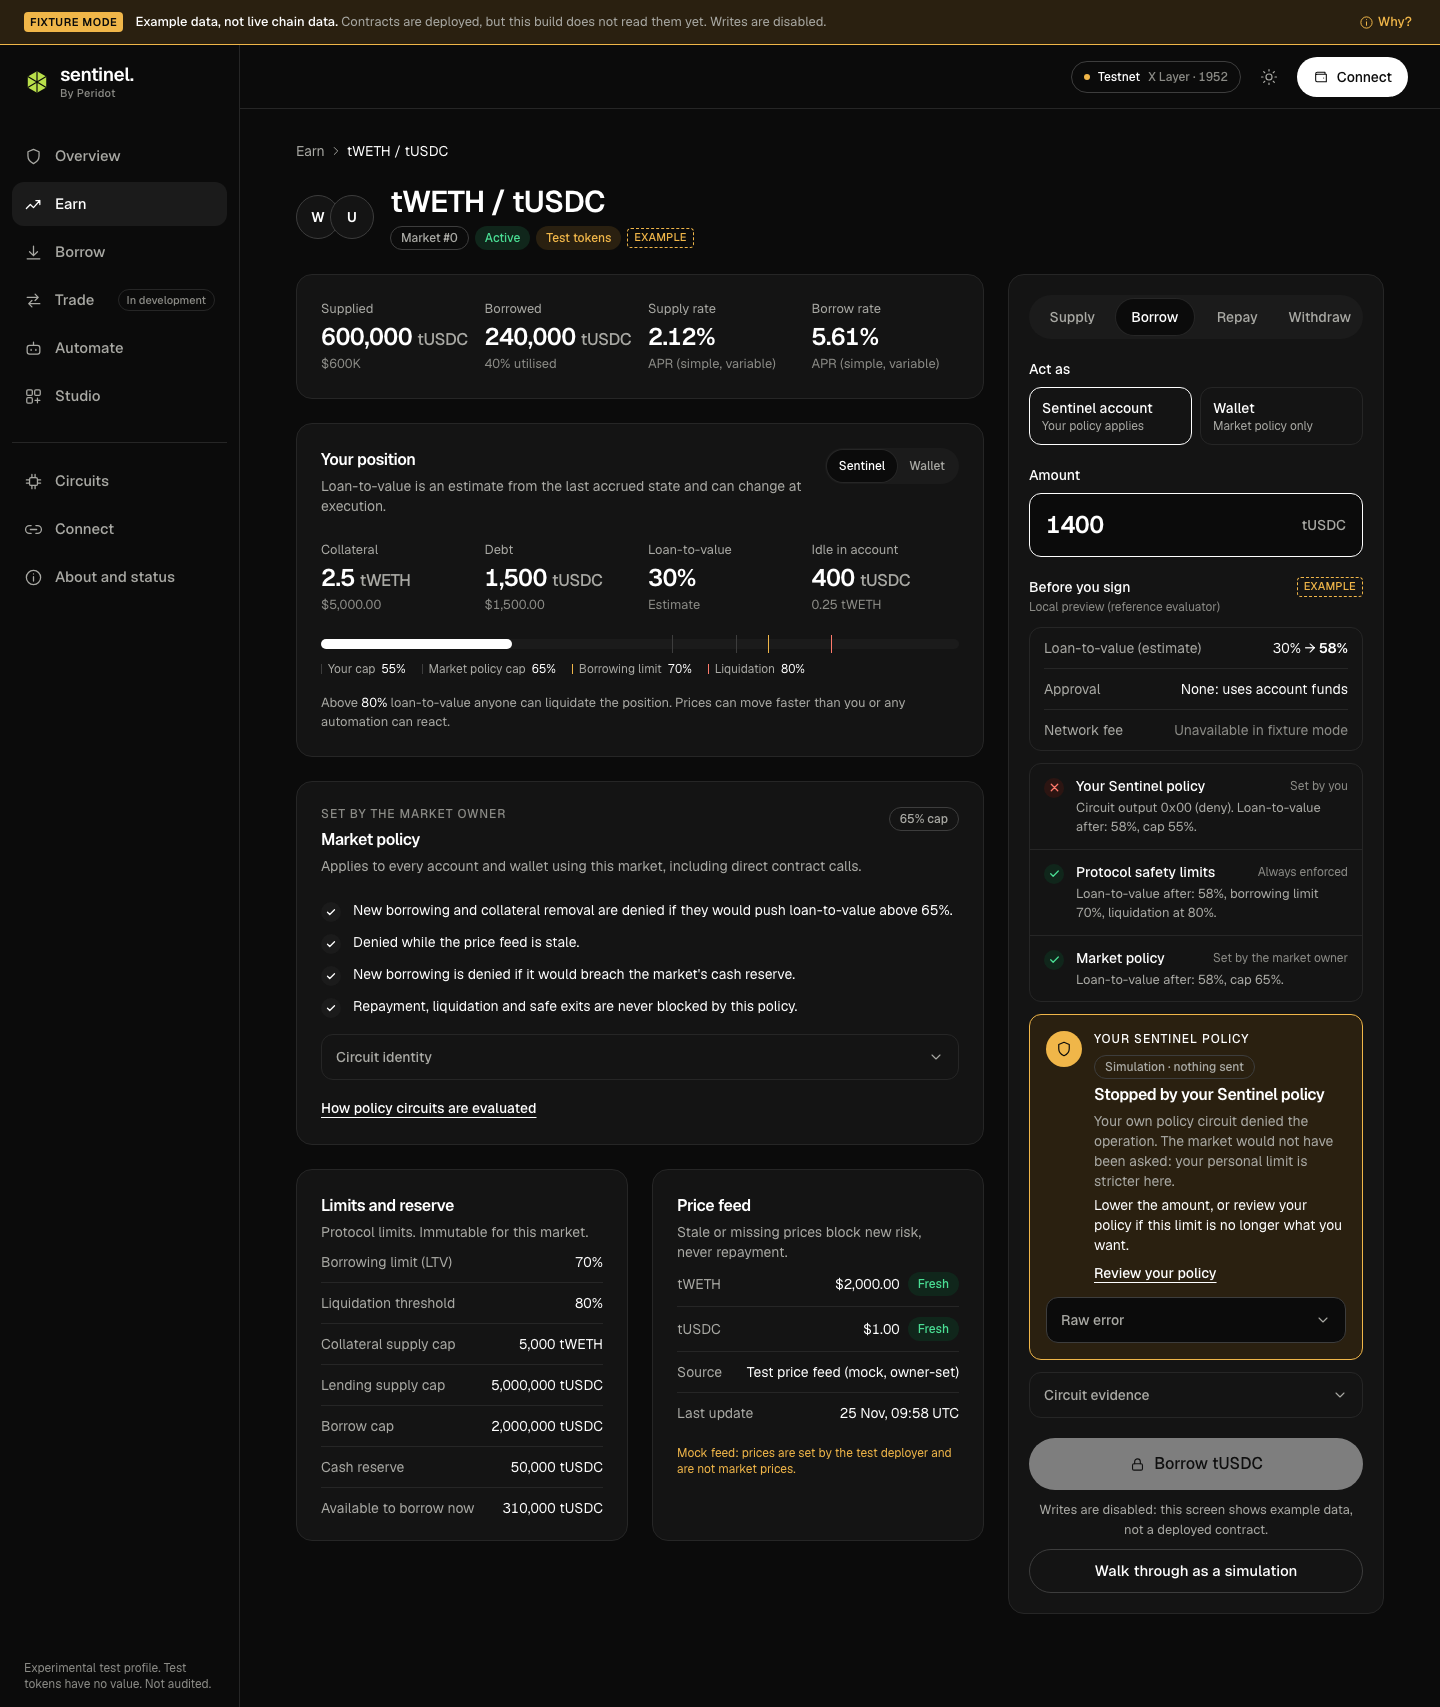 FIXTURE MODE Example data, not live chain data. Contracts are deployed, but this build does not read them yet. Writes are disabled. Why?
sentinel.
By Peridot
Testnet X Layer · 1952
Connect
Overview
Earn
Borrow
Trade In development
Automate
Studio
Circuits
Connect
About and status
Experimental test profile. Test
tokens have no value. Not audited.
Earn > tWETH / tUSDC
W U
tWETH / tUSDC
Market #0 Active Test tokens EXAMPLE
Supplied Borrowed Supply rate Borrow rate
600,000 tUSDC 240,000 tUSDC 2.12% 5.61%
$600K 40% utilised APR (simple, variable) APR (simple, variable)
Your position
Sentinel Wallet
Loan-to-value is an estimate from the last accrued state and can change at
execution.
Collateral Debt Loan-to-value Idle in account
2.5 tWETH 1,500 tUSDC 30% 400 tUSDC
$5,000.00 $1,500.00 Estimate 0.25 tWETH
Your cap 55% Market policy cap 65% Borrowing limit 70% Liquidation 80%
Above 80% loan-to-value anyone can liquidate the position. Prices can move faster than you or any
automation can react.
SET BY THE MARKET OWNER
65% cap
Market policy
Applies to every account and wallet using this market, including direct contract calls.
New borrowing and collateral removal are denied if they would push loan-to-value above 65%.
Denied while the price feed is stale.
New borrowing is denied if it would breach the market's cash reserve.
Repayment, liquidation and safe exits are never blocked by this policy.
Circuit identity
How policy circuits are evaluated
Limits and reserve
Protocol limits. Immutable for this market.
Borrowing limit (LTV) 70%
Liquidation threshold 80%
Collateral supply cap 5,000 tWETH
Lending supply cap 5,000,000 tUSDC
Borrow cap 2,000,000 tUSDC
Cash reserve 50,000 tUSDC
Available to borrow now 310,000 tUSDC
Price feed
Stale or missing prices block new risk,
never repayment.
tWETH $2,000.00 Fresh
tUSDC $1.00 Fresh
Source Test price feed (mock, owner-set)
Last update 25 Nov, 09:58 UTC
Mock feed: prices are set by the test deployer and
are not market prices.
Supply Borrow Repay Withdraw
Act as
Sentinel account Wallet
Your policy applies Market policy only
Amount
1400 tUSDC
Before you sign EXAMPLE
Local preview (reference evaluator)
Loan-to-value (estimate) 30% → 58%
Approval None: uses account funds
Network fee Unavailable in fixture mode
Your Sentinel policy Set by you
Circuit output 0x00 (deny). Loan-to-value
after: 58%, cap 55%.
Protocol safety limits Always enforced
Loan-to-value after: 58%, borrowing limit
70%, liquidation at 80%.
Market policy Set by the market owner
Loan-to-value after: 58%, cap 65%.
YOUR SENTINEL POLICY
Simulation · nothing sent
Stopped by your Sentinel policy
Your own policy circuit denied the
operation. The market would not have
been asked: your personal limit is
stricter here.
Lower the amount, or review your
policy if this limit is no longer what you
want.
Review your policy
Raw error
Circuit evidence
Borrow tUSDC
Writes are disabled: this screen shows example data,
not a deployed contract.
Walk through as a simulation